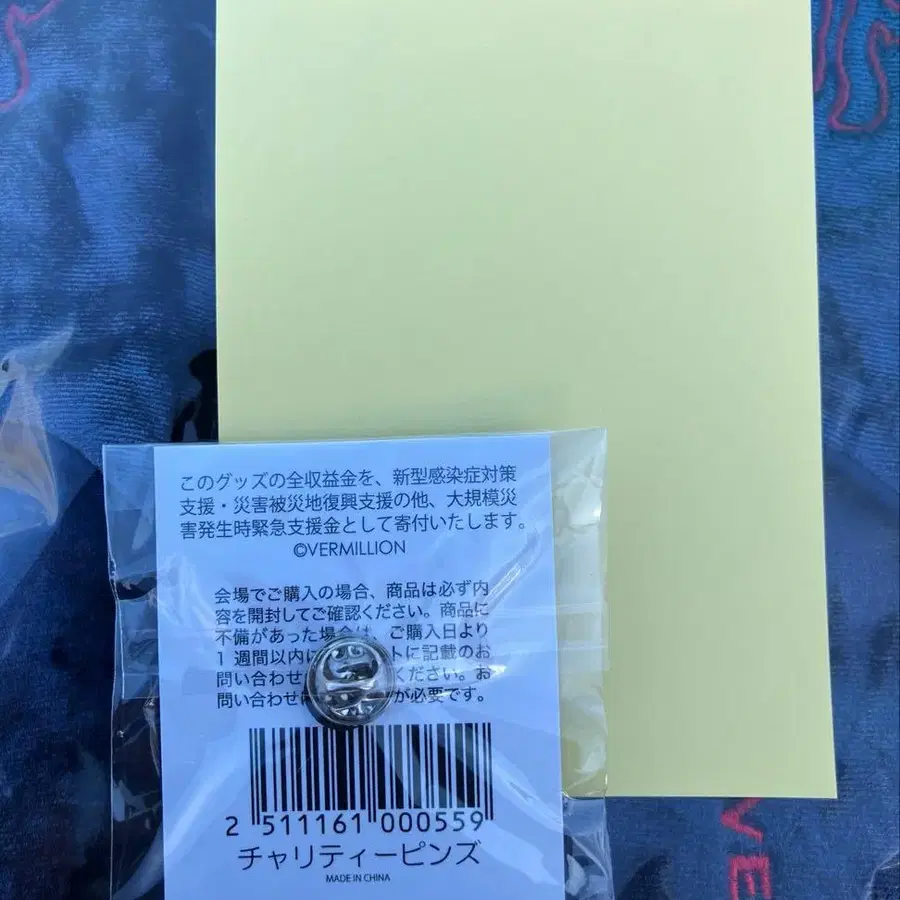 このグッズの全収益金を、新型感染症対策
支援・災害被災地復興支援の他、大規模災
害発生時緊急支援金として寄付いたします。
©VERMILLION
会場でご購入の場合、商品は必ず内
容を開封してご確認ください。商品に
不備があった場合は、ご購入日より
1週間以内に トに記載のお
問い合わせ ください。お
問い合わせに が必要です。
2 511161 000559
チャリティーピンズ
MADE IN CHINA
VE